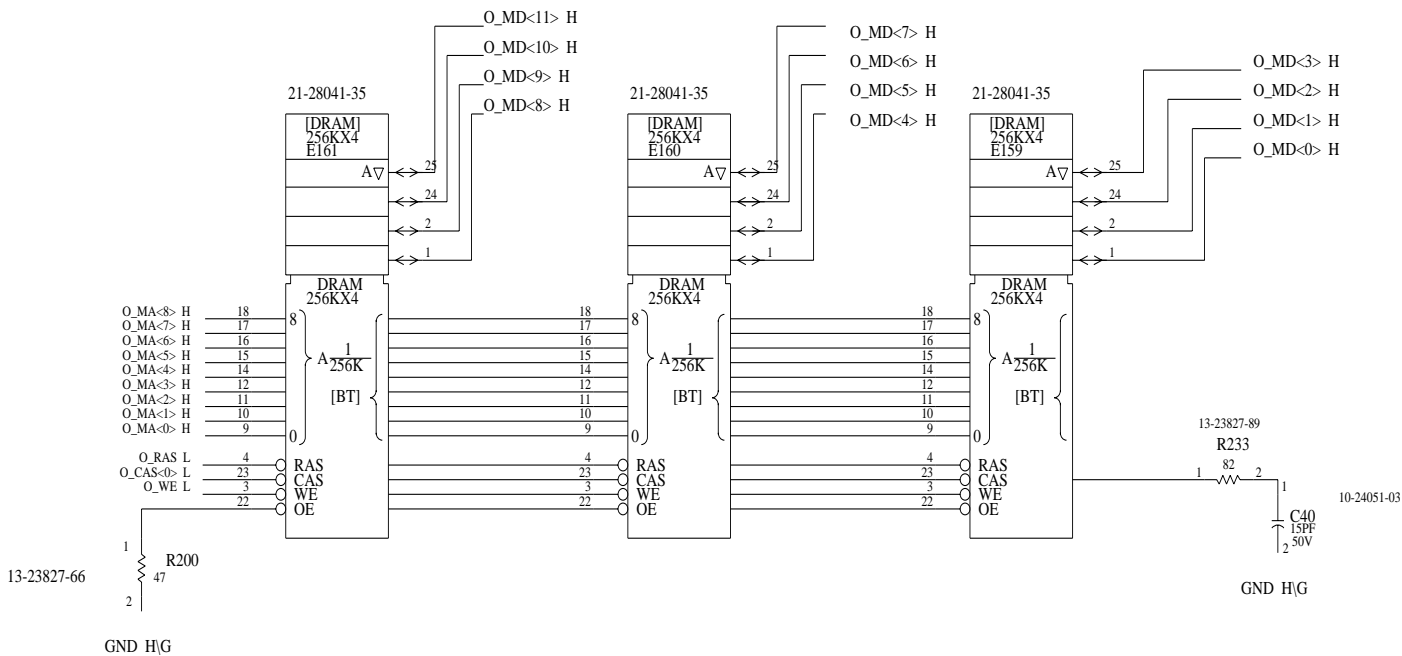 O_MD<11> H
O_MD<10> H
O_MD<9> H
O_MD<8> H
21-28041-35
[DRAM]
256KX4
E161
A▽
25
24
2
1
DRAM
256KX4
O_MA<8> H 18 8
O_MA<7> H 17
O_MA<6> H 16
O_MA<5> H 15
O_MA<4> H 14
O_MA<3> H 12
O_MA<2> H 11
O_MA<1> H 10
O_MA<0> H 9 0
A 1
256K
[BT]
O_RAS L 4 RAS
O_CAS<0> L 23 CAS
O_WE L 3 WE
22 OE
1
R200
47
13-23827-66
2
GND H\G
O_MD<7> H
O_MD<6> H
O_MD<5> H
O_MD<4> H
21-28041-35
[DRAM]
256KX4
E160
A▽
25
24
2
1
DRAM
256KX4
18 8
17
16
15
14
12
11
10
9 0
A 1
256K
[BT]
4 RAS
23 CAS
3 WE
22 OE
O_MD<3> H
O_MD<2> H
O_MD<1> H
O_MD<0> H
21-28041-35
[DRAM]
256KX4
E159
A▽
25
24
2
1
DRAM
256KX4
18 8
17
16
15
14
12
11
10
9 0
A 1
256K
[BT]
4 RAS
23 CAS
3 WE
22 OE
13-23827-89
R233
1 82 2
1
10-24051-03
C40
15PF
50V
2
GND H\G